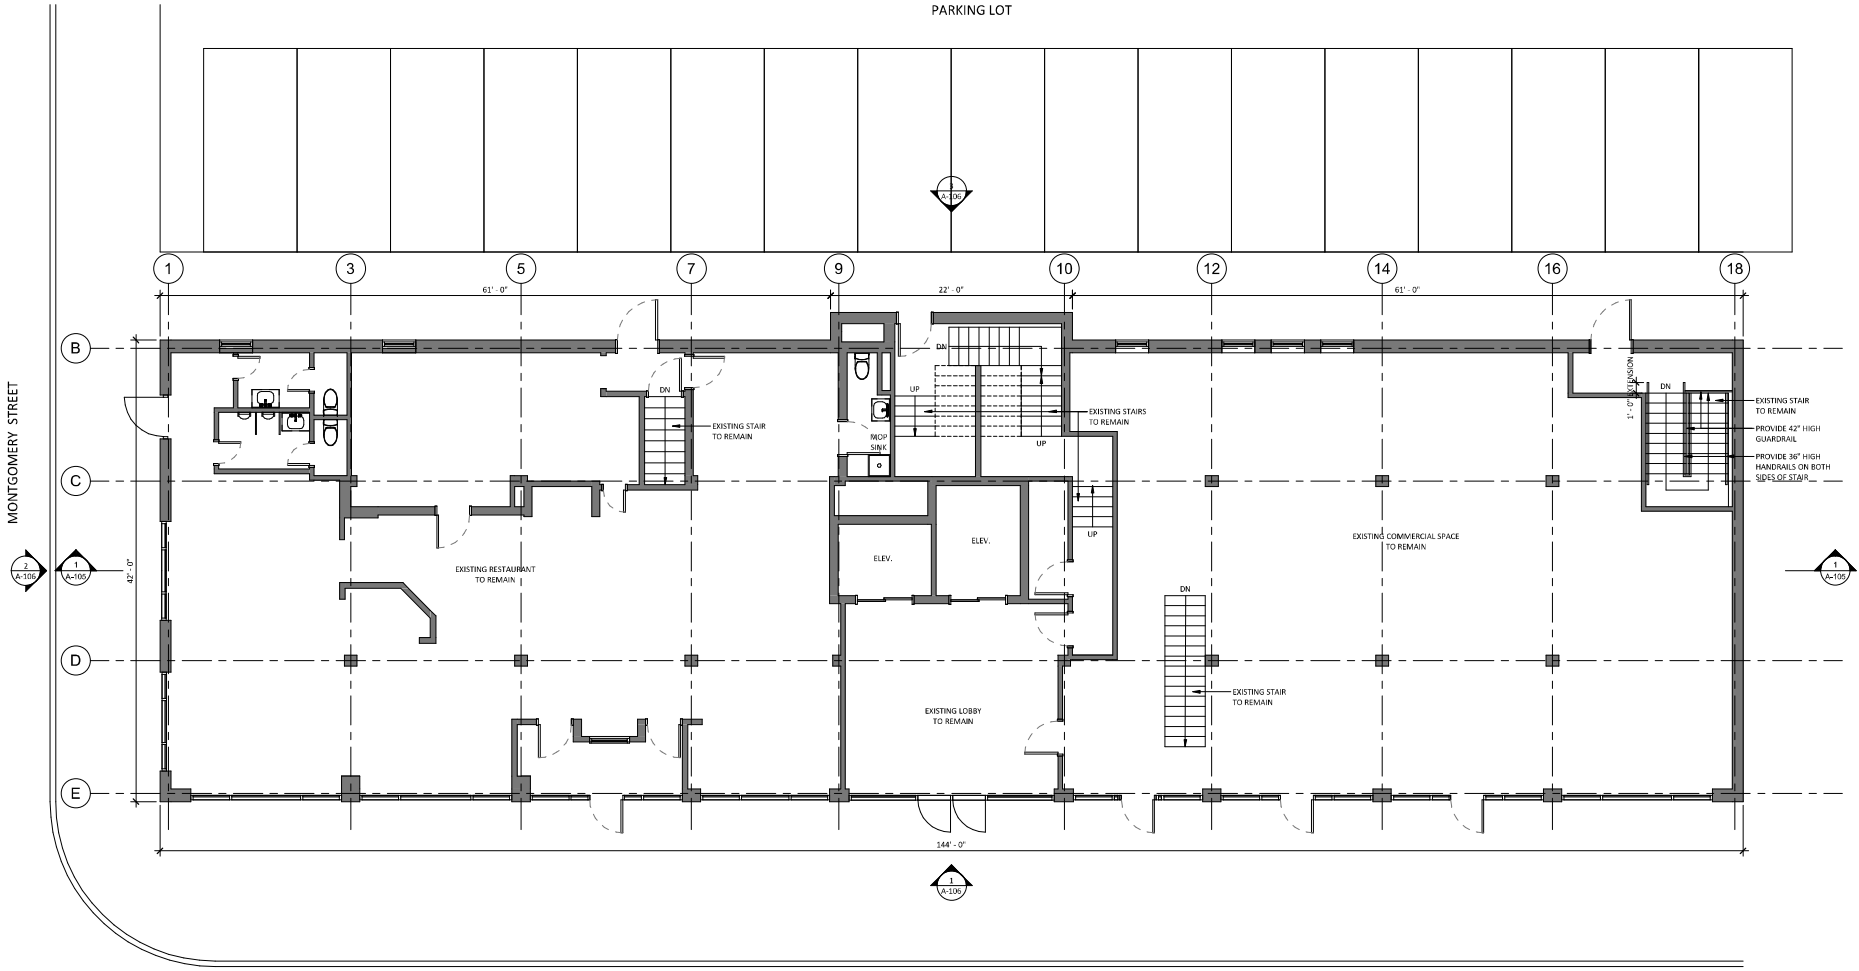 PARKING LOT
3
A-106
1
3
5
7
9
10
12
14
16
18
61' - 0"
22' - 0"
61' - 0"
B
DN
DN
DN
UP
1' - 0" EXTENSION
EXISTING STAIR
TO REMAIN
EXISTING STAIRS
TO REMAIN
EXISTING STAIR
TO REMAIN
PROVIDE 42" HIGH
GUARDRAIL
MOP
SINK
UP
PROVIDE 36" HIGH
HANDRAILS ON BOTH
SIDES OF STAIR
MONTGOMERY STREET
C
UP
ELEV.
ELEV.
EXISTING COMMERCIAL SPACE
TO REMAIN
42' - 0"
2
A-106
1
A-105
EXISTING RESTAURANT
TO REMAIN
1
A-105
DN
D
EXISTING STAIR
TO REMAIN
EXISTING LOBBY
TO REMAIN
E
144' - 0"
1
A-106